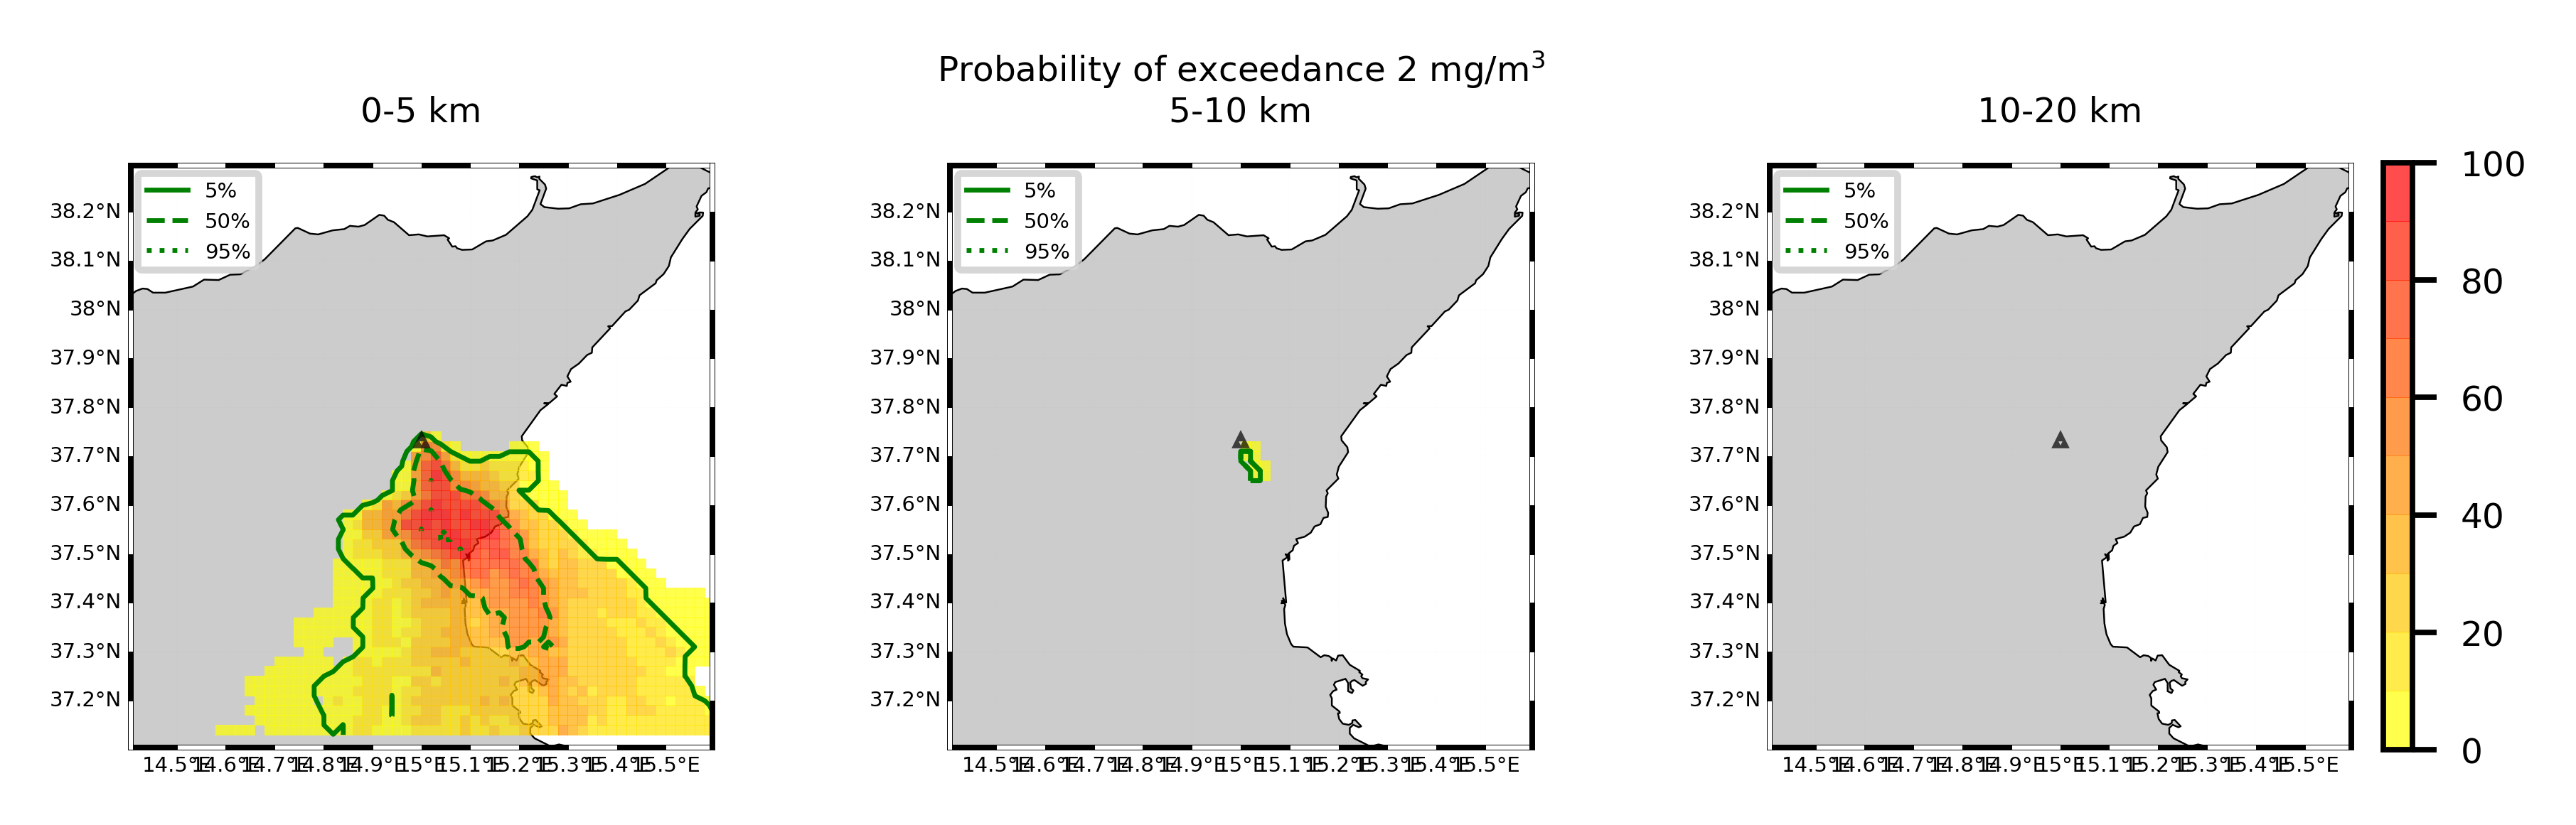 Probability of exceedance 2 mg/m³
0-5 km
5-10 km
10-20 km
5%
50%
95%
38.2°N
38.1°N
38°N
37.9°N
37.8°N
37.7°N
37.6°N
37.5°N
37.4°N
37.3°N
37.2°N
14.5°E 14.6°E 14.7°E 14.8°E 14.9°E 15°E 15.1°E 15.2°E 15.3°E 15.4°E 15.5°E
5%
50%
95%
38.2°N
38.1°N
38°N
37.9°N
37.8°N
37.7°N
37.6°N
37.5°N
37.4°N
37.3°N
37.2°N
14.5°E 14.6°E 14.7°E 14.8°E 14.9°E 15°E 15.1°E 15.2°E 15.3°E 15.4°E 15.5°E
5%
50%
95%
38.2°N
38.1°N
38°N
37.9°N
37.8°N
37.7°N
37.6°N
37.5°N
37.4°N
37.3°N
37.2°N
14.5°E 14.6°E 14.7°E 14.8°E 14.9°E 15°E 15.1°E 15.2°E 15.3°E 15.4°E 15.5°E
100
80
60
40
20
0